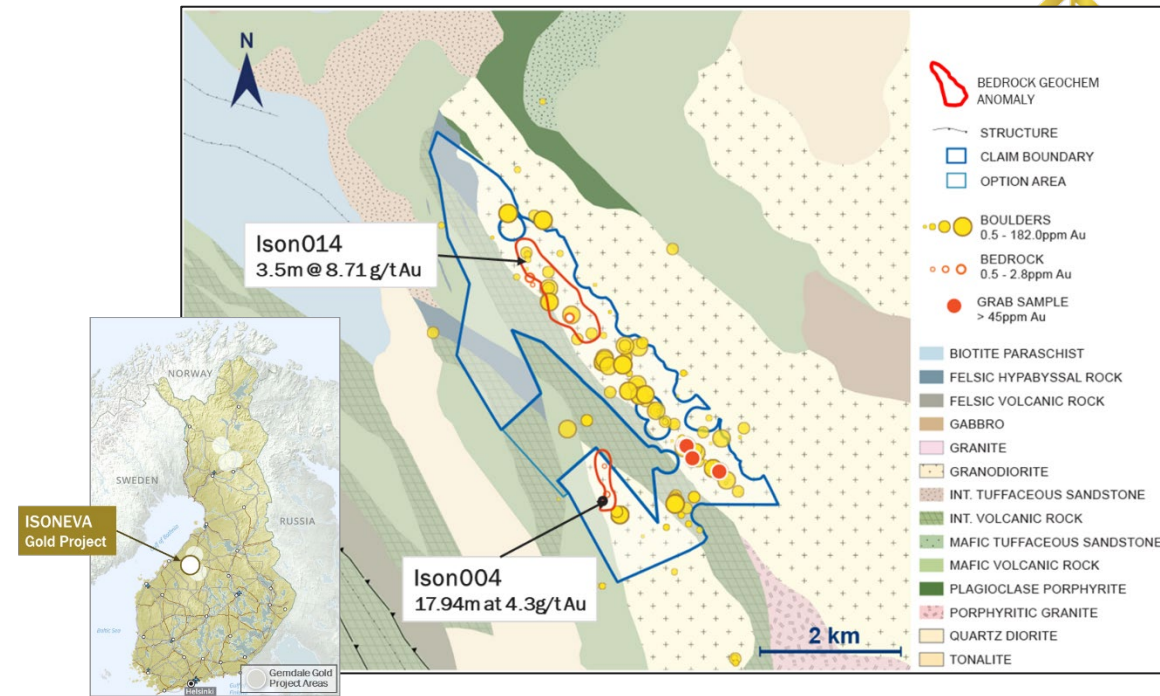 N
Ison014
3.5m @ 8.71 g/t Au
Ison004
17.94m at 4.3g/t Au
2 km
BEDROCK GEOCHEM
ANOMALY
STRUCTURE
CLAIM BOUNDARY
OPTION AREA
BOULDERS
0.5 - 182.0ppm Au
BEDROCK
0.5 - 2.8ppm Au
GRAB SAMPLE
> 45ppm Au
BIOTITE PARASCHIST
FELSIC HYPABYSSAL ROCK
FELSIC VOLCANIC ROCK
GABBRO
GRANITE
GRANODIORITE
INT. TUFFACEOUS SANDSTONE
INT. VOLCANIC ROCK
MAFIC TUFFACEOUS SANDSTONE
MAFIC VOLCANIC ROCK
PLAGIOCLASE PORPHYRITE
PORPHYRITIC GRANITE
QUARTZ DIORITE
TONALITE
NORWAY
SWEDEN
RUSSIA
ISONEVA
Gold Project
Helsinki
Gemdale Gold
Project Areas